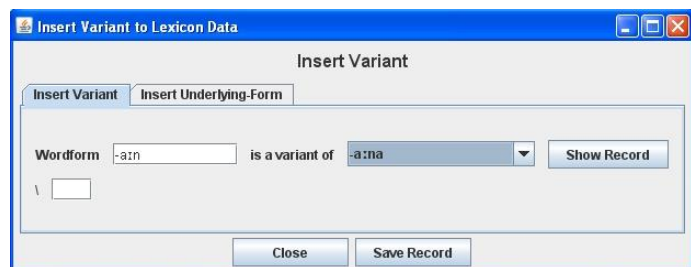 Insert Variant to Lexicon Data
Insert Variant
Insert Variant Insert Underlying-Form
Wordform -aɪn is a variant of -aːna Show Record
\
Close Save Record